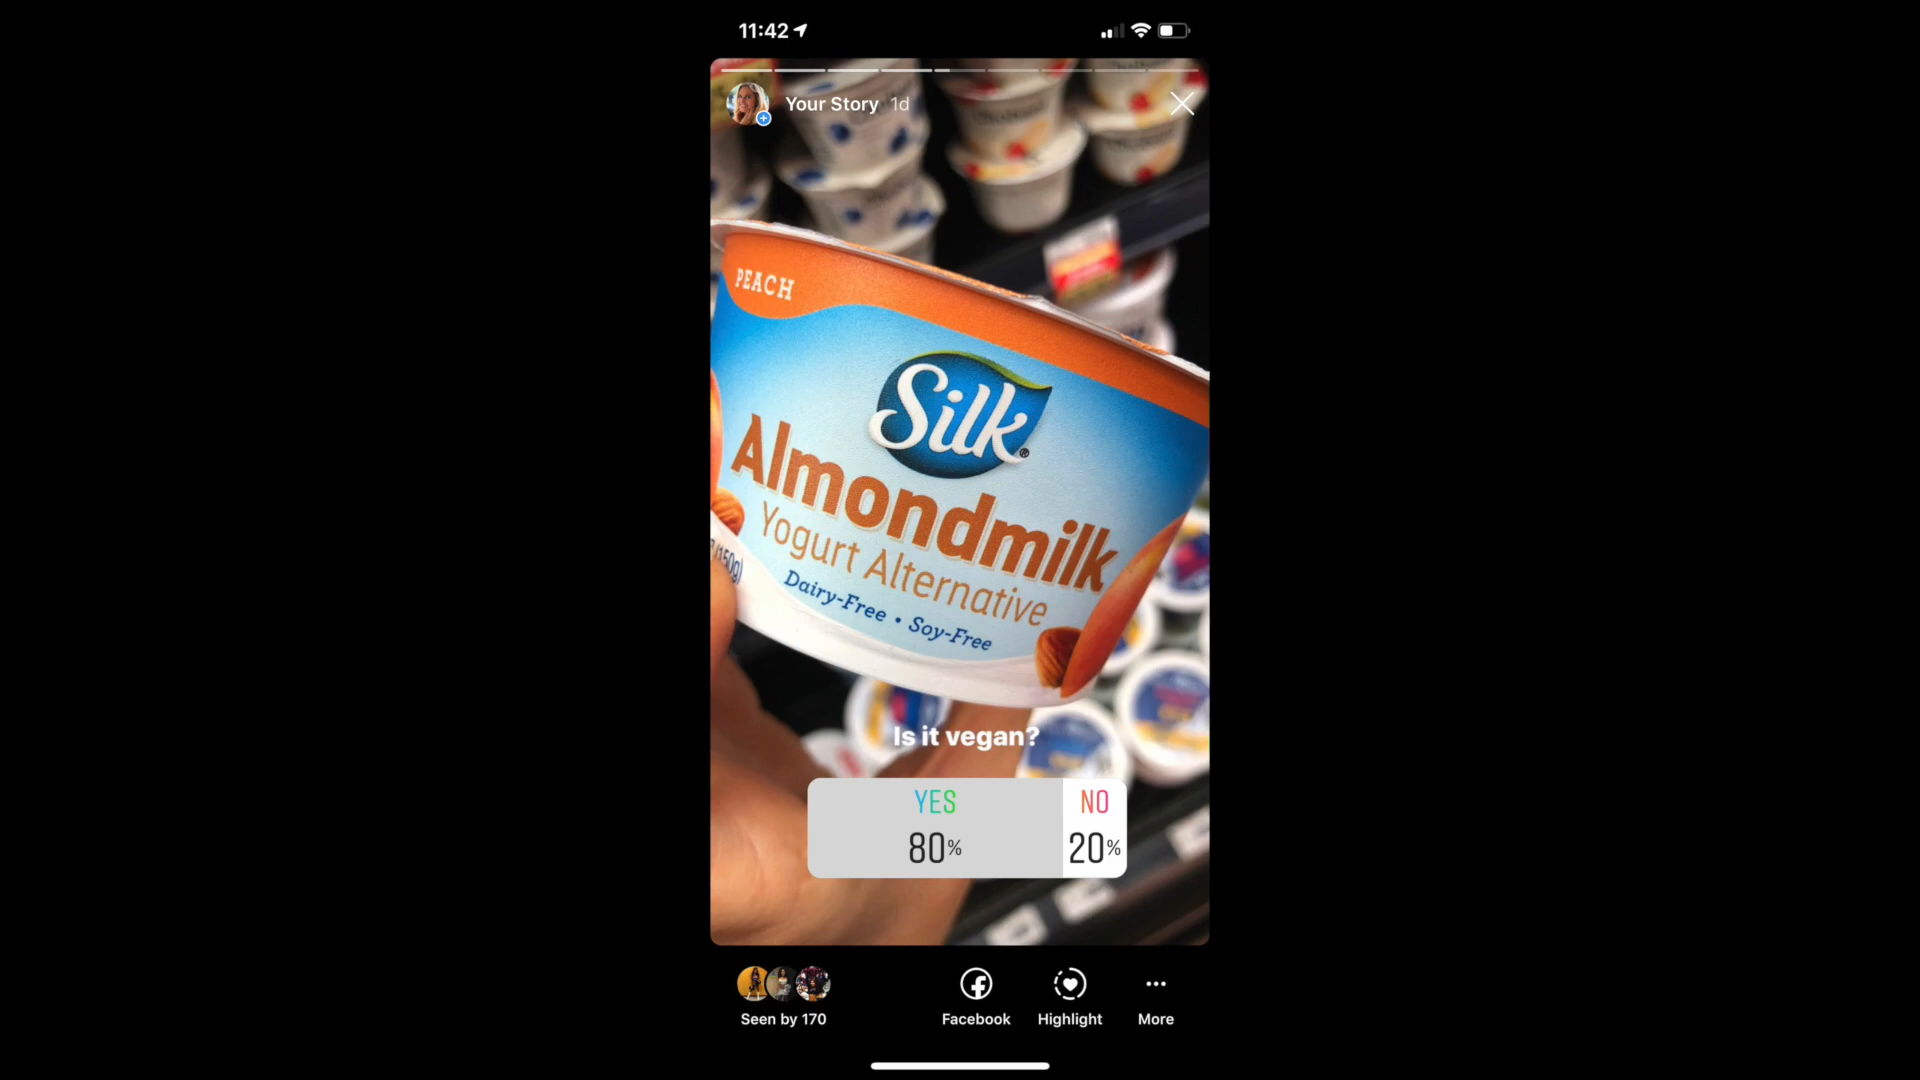 11:42
Your Story 1d
PEACH
Silk®
Almondmilk
Yogurt Alternative
(150g)
Dairy-Free • Soy-Free
Is it vegan?
YES NO
80% 20%
Seen by 170
Facebook
Highlight
More